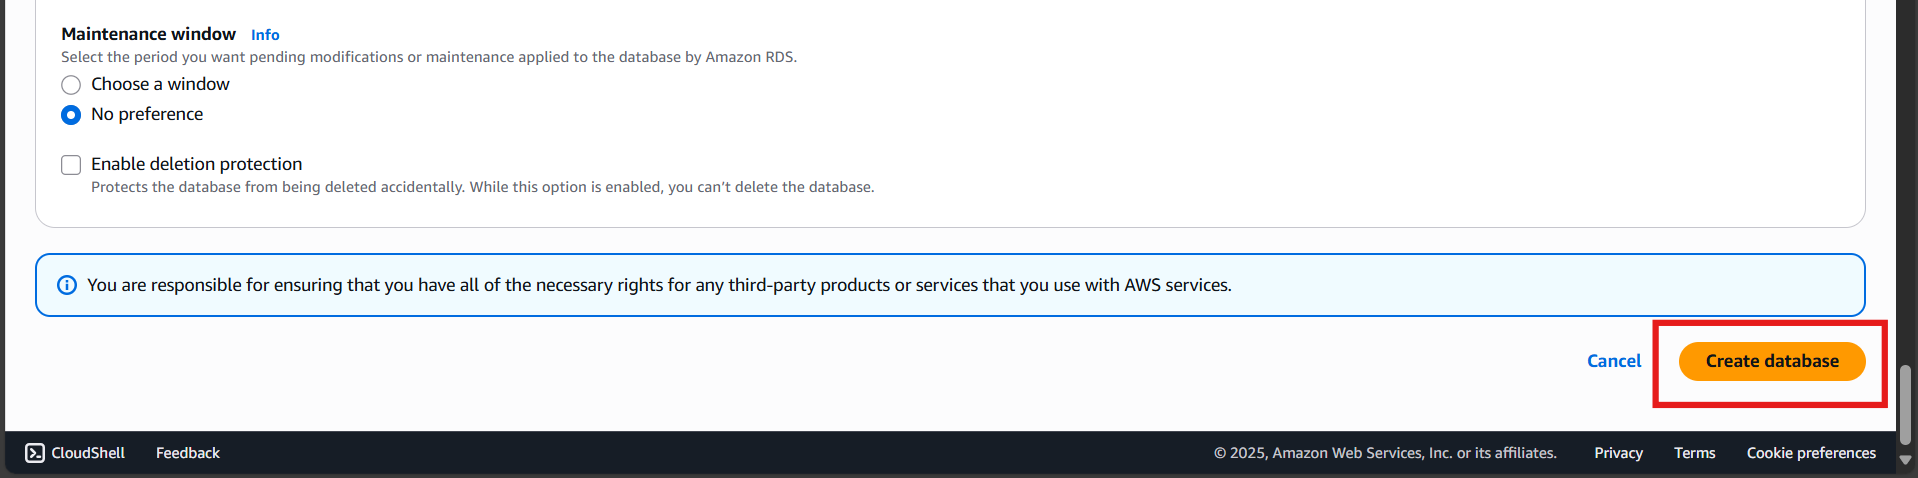 Maintenance window Info
Select the period you want pending modifications or maintenance applied to the database by Amazon RDS.
Choose a window
No preference
Enable deletion protection
Protects the database from being deleted accidentally. While this option is enabled, you can’t delete the database.
You are responsible for ensuring that you have all of the necessary rights for any third-party products or services that you use with AWS services.
Cancel Create database
CloudShell Feedback © 2025, Amazon Web Services, Inc. or its affiliates. Privacy Terms Cookie preferences